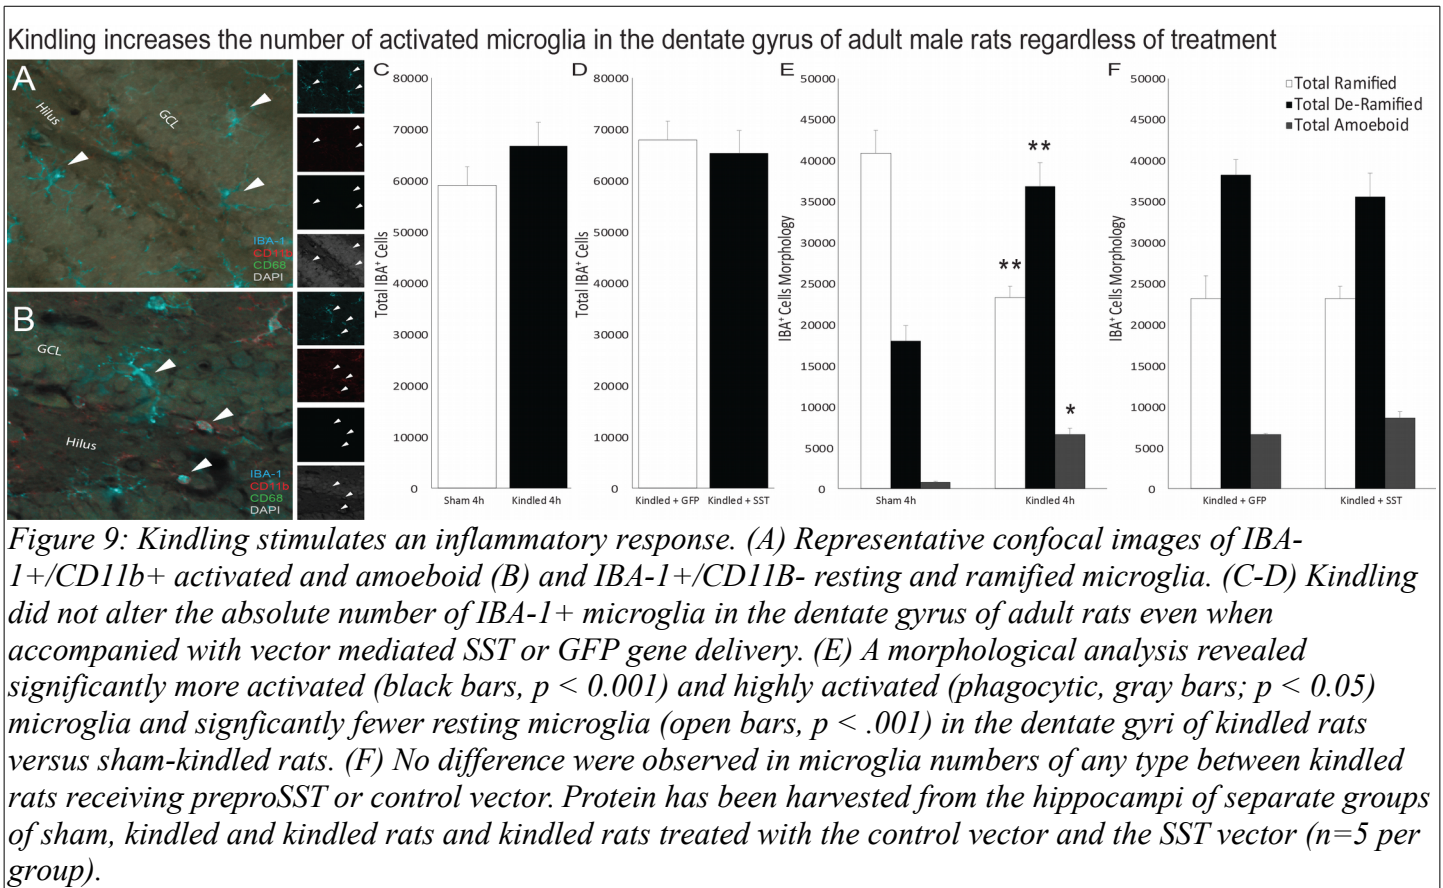 Kindling increases the number of activated microglia in the dentate gyrus of adult male rats regardless of treatment
A
Hilus
GCL
IBA-1
CD11b
CD68
DAPI
B
GCL
Hilus
IBA-1
CD11b
CD68
DAPI
C
Total IBA⁺ Cells
80000
70000
60000
50000
40000
30000
20000
10000
0
Sham 4h
Kindled 4h
D
Total IBA⁺ Cells
80000
70000
60000
50000
40000
30000
20000
10000
0
Kindled + GFP
Kindled + SST
E
IBA⁺ Cells Morphology
50000
45000
40000
35000
30000
25000
20000
15000
10000
5000
0
**
**
*
Sham 4h
Kindled 4h
F
IBA⁺ Cells Morphology
50000
45000
40000
35000
30000
25000
20000
15000
10000
5000
0
Total Ramified
Total De-Ramified
Total Amoeboid
Kindled + GFP
Kindled + SST
Figure 9: Kindling stimulates an inflammatory response. (A) Representative confocal images of IBA-
1+/CD11b+ activated and amoeboid (B) and IBA-1+/CD11B- resting and ramified microglia. (C-D) Kindling
did not alter the absolute number of IBA-1+ microglia in the dentate gyrus of adult rats even when
accompanied with vector mediated SST or GFP gene delivery. (E) A morphological analysis revealed
significantly more activated (black bars, p < 0.001) and highly activated (phagocytic, gray bars; p < 0.05)
microglia and signficantly fewer resting microglia (open bars, p < .001) in the dentate gyri of kindled rats
versus sham-kindled rats. (F) No difference were observed in microglia numbers of any type between kindled
rats receiving preproSST or control vector. Protein has been harvested from the hippocampi of separate groups
of sham, kindled and kindled rats and kindled rats treated with the control vector and the SST vector (n=5 per
group).